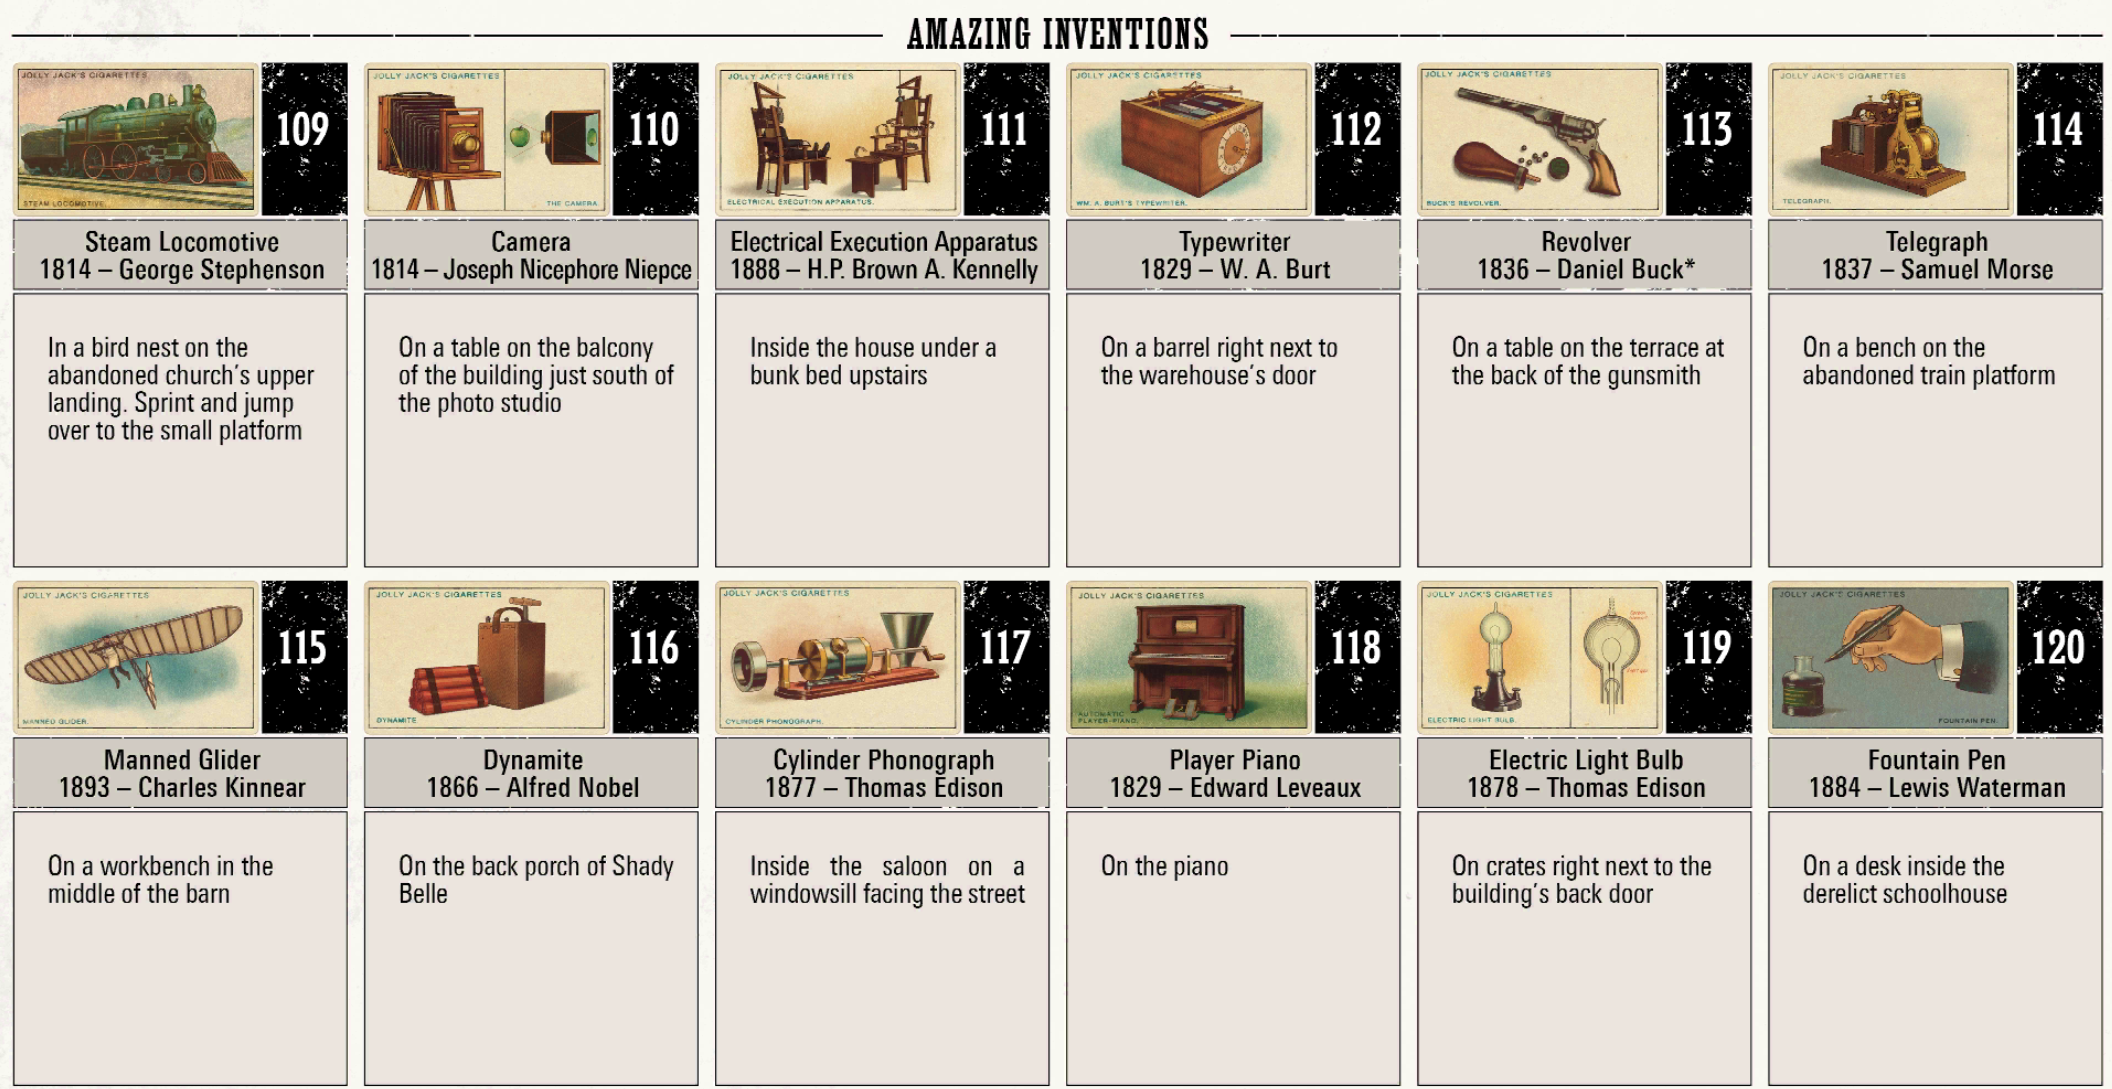 AMAZING INVENTIONS
JOLLY JACK'S CIGARETTES
STEAM LOCOMOTIVE.
109
Steam Locomotive
1814 – George Stephenson
In a bird nest on the
abandoned church's upper
landing. Sprint and jump
over to the small platform
JOLLY JACK'S CIGARETTES
THE CAMERA.
110
Camera
1814 – Joseph Nicephore Niepce
On a table on the balcony
of the building just south of
the photo studio
JOLLY JACK'S CIGARETTES
ELECTRICAL EXECUTION APPARATUS.
111
Electrical Execution Apparatus
1888 – H.P. Brown A. Kennelly
Inside the house under a
bunk bed upstairs
JOLLY JACK'S CIGARETTES
WM. A. BURT'S TYPEWRITER.
112
Typewriter
1829 – W. A. Burt
On a barrel right next to
the warehouse's door
JOLLY JACK'S CIGARETTES
BUCK'S REVOLVER.
113
Revolver
1836 – Daniel Buck*
On a table on the terrace at
the back of the gunsmith
JOLLY JACK'S CIGARETTES
TELEGRAPH.
114
Telegraph
1837 – Samuel Morse
On a bench on the
abandoned train platform
JOLLY JACK'S CIGARETTES
MANNED GLIDER.
115
Manned Glider
1893 – Charles Kinnear
On a workbench in the
middle of the barn
JOLLY JACK'S CIGARETTES
DYNAMITE
116
Dynamite
1866 – Alfred Nobel
On the back porch of Shady
Belle
JOLLY JACK'S CIGARETTES
CYLINDER PHONOGRAPH.
117
Cylinder Phonograph
1877 – Thomas Edison
Inside the saloon on a
windowsill facing the street
JOLLY JACK'S CIGARETTES
AUTOMATIC
PLAYER-PIANO.
118
Player Piano
1829 – Edward Leveaux
On the piano
JOLLY JACK'S CIGARETTES
ELECTRIC LIGHT BULB.
119
Electric Light Bulb
1878 – Thomas Edison
On crates right next to the
building's back door
JOLLY JACK'S CIGARETTES
FOUNTAIN PEN.
120
Fountain Pen
1884 – Lewis Waterman
On a desk inside the
derelict schoolhouse